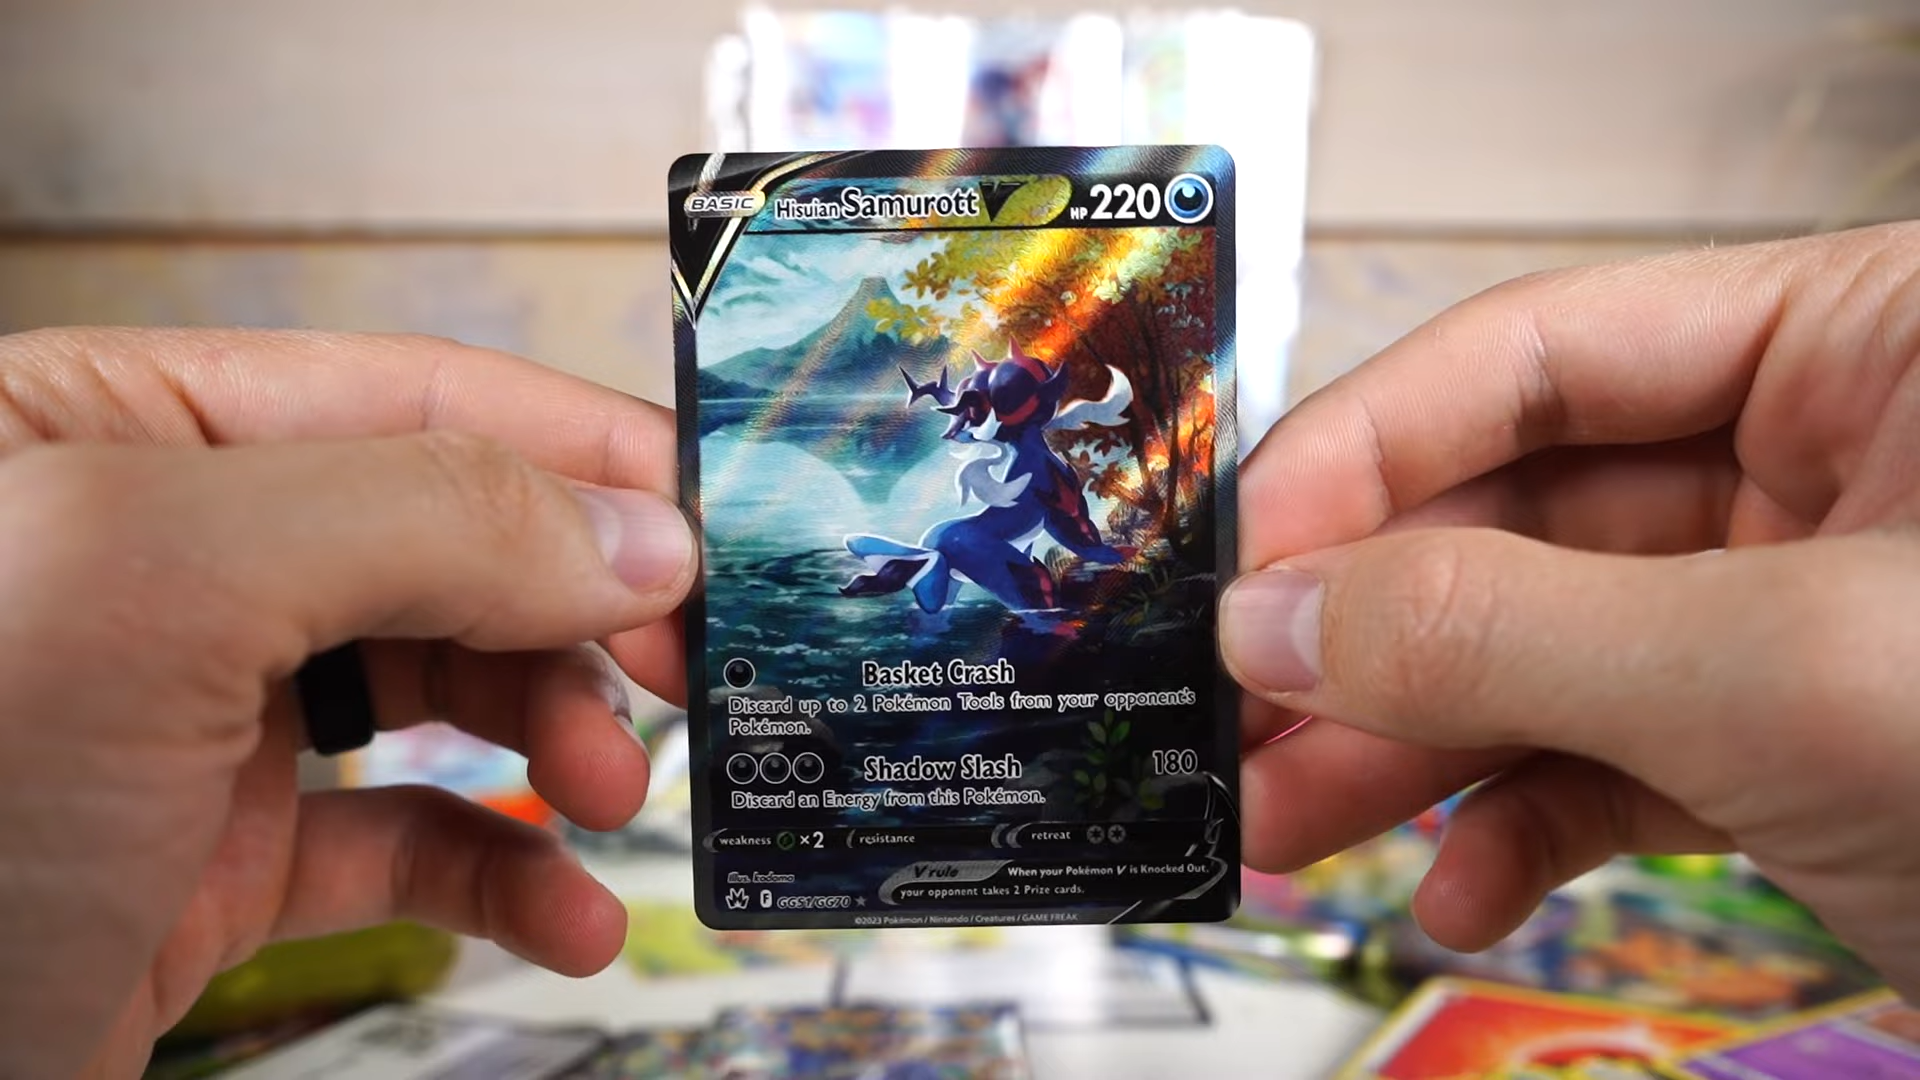 BASIC Hisuian Samurott V HP 220
Basket Crash
Discard up to 2 Pokémon Tools from your opponent's
Pokémon.
Shadow Slash 180
Discard an Energy from this Pokémon.
weakness ×2 resistance retreat
V rule When your Pokémon V is Knocked Out,
your opponent takes 2 Prize cards.
Illus. kodama
F GG51/GG70
©2023 Pokémon / Nintendo / Creatures / GAME FREAK